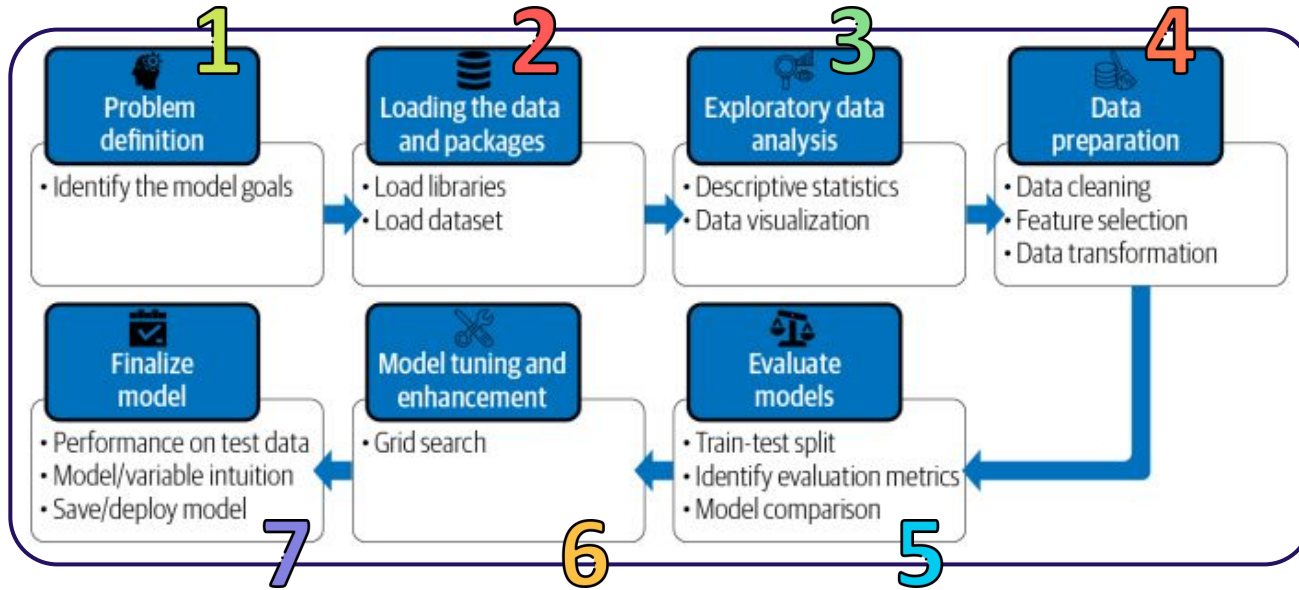 1
Problem
definition
• Identify the model goals
2
Loading the data
and packages
• Load libraries
• Load dataset
3
Exploratory data
analysis
• Descriptive statistics
• Data visualization
4
Data
preparation
• Data cleaning
• Feature selection
• Data transformation
Evaluate
models
• Train-test split
• Identify evaluation metrics
• Model comparison
5
Model tuning and
enhancement
• Grid search
6
Finalize
model
• Performance on test data
• Model/variable intuition
• Save/deploy model
7